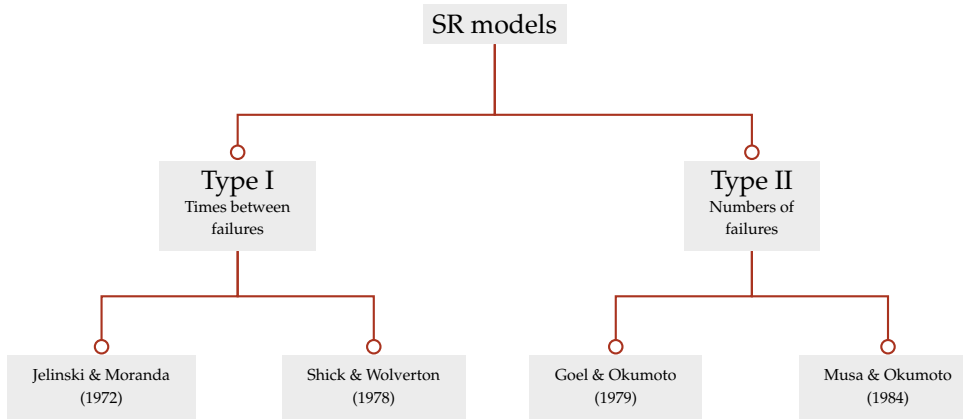 SR models
Type I
Times between
failures
Type II
Numbers of
failures
Jelinski & Moranda
(1972)
Shick & Wolverton
(1978)
Goel & Okumoto
(1979)
Musa & Okumoto
(1984)